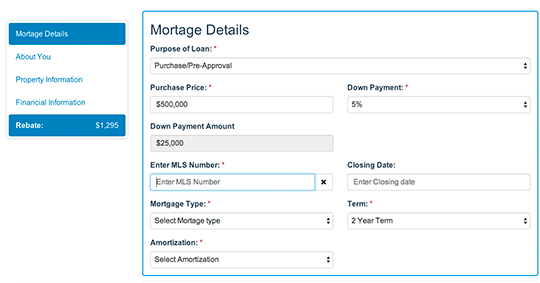 Mortage Details
About You
Property Information
Financial Information
Rebate: $1,295
Mortage Details
Purpose of Loan: *
Purchase/Pre-Approval
Purchase Price: * Down Payment: *
$500,000 5%
Down Payment Amount
$25,000
Enter MLS Number: * Closing Date:
Enter MLS Number Enter Closing date
Mortgage Type: * Term: *
Select Mortage type 2 Year Term
Amortization: *
Select Amortization